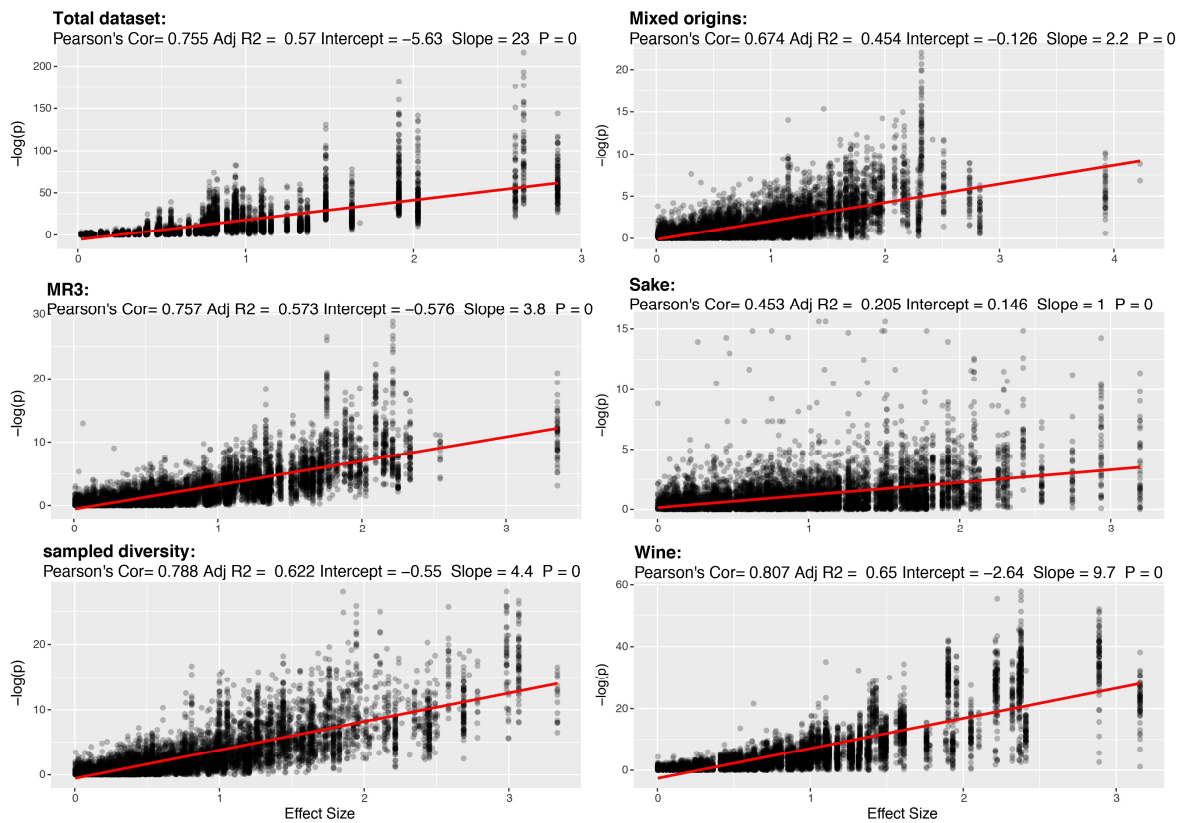 Total dataset:
Pearson's Cor= 0.755 Adj R2 = 0.57 Intercept = −5.63 Slope = 23 P = 0
200
150
100
50
0
−log(p)
0 1 2 3
Mixed origins:
Pearson's Cor= 0.674 Adj R2 = 0.454 Intercept = −0.126 Slope = 2.2 P = 0
20
15
10
5
0
−log(p)
0 1 2 3 4
MR3:
Pearson's Cor= 0.757 Adj R2 = 0.573 Intercept = −0.576 Slope = 3.8 P = 0
30
20
10
0
−log(p)
0 1 2 3
Sake:
Pearson's Cor= 0.453 Adj R2 = 0.205 Intercept = 0.146 Slope = 1 P = 0
15
10
5
0
−log(p)
0 1 2 3
sampled diversity:
Pearson's Cor= 0.788 Adj R2 = 0.622 Intercept = −0.55 Slope = 4.4 P = 0
20
10
0
−log(p)
0 1 2 3
Effect Size
Wine:
Pearson's Cor= 0.807 Adj R2 = 0.65 Intercept = −2.64 Slope = 9.7 P = 0
60
40
20
0
−log(p)
0 1 2 3
Effect Size